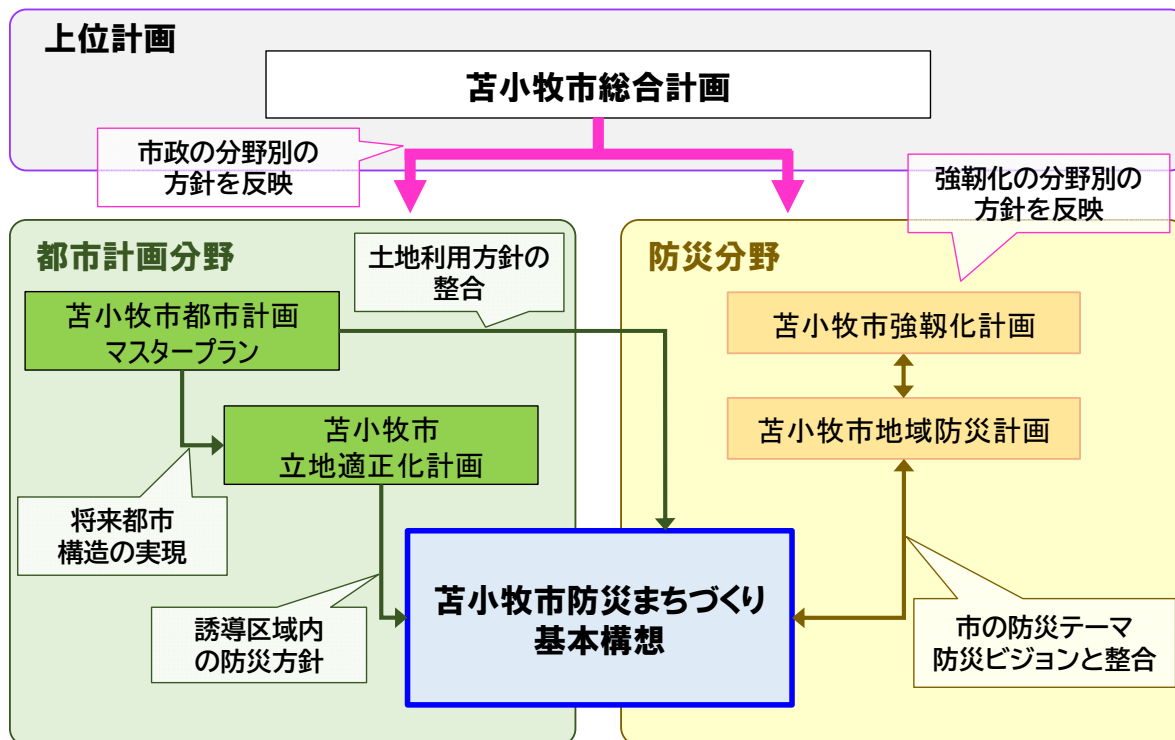 上位計画
苫小牧市総合計画
市政の分野別の
方針を反映
強靭化の分野別の
方針を反映
都市計画分野
土地利用方針の
整合
苫小牧市都市計画
マスタープラン
苫小牧市
立地適正化計画
将来都市
構造の実現
誘導区域内
の防災方針
防災分野
苫小牧市強靱化計画
苫小牧市地域防災計画
苫小牧市防災まちづくり
基本構想
市の防災テーマ
防災ビジョンと整合